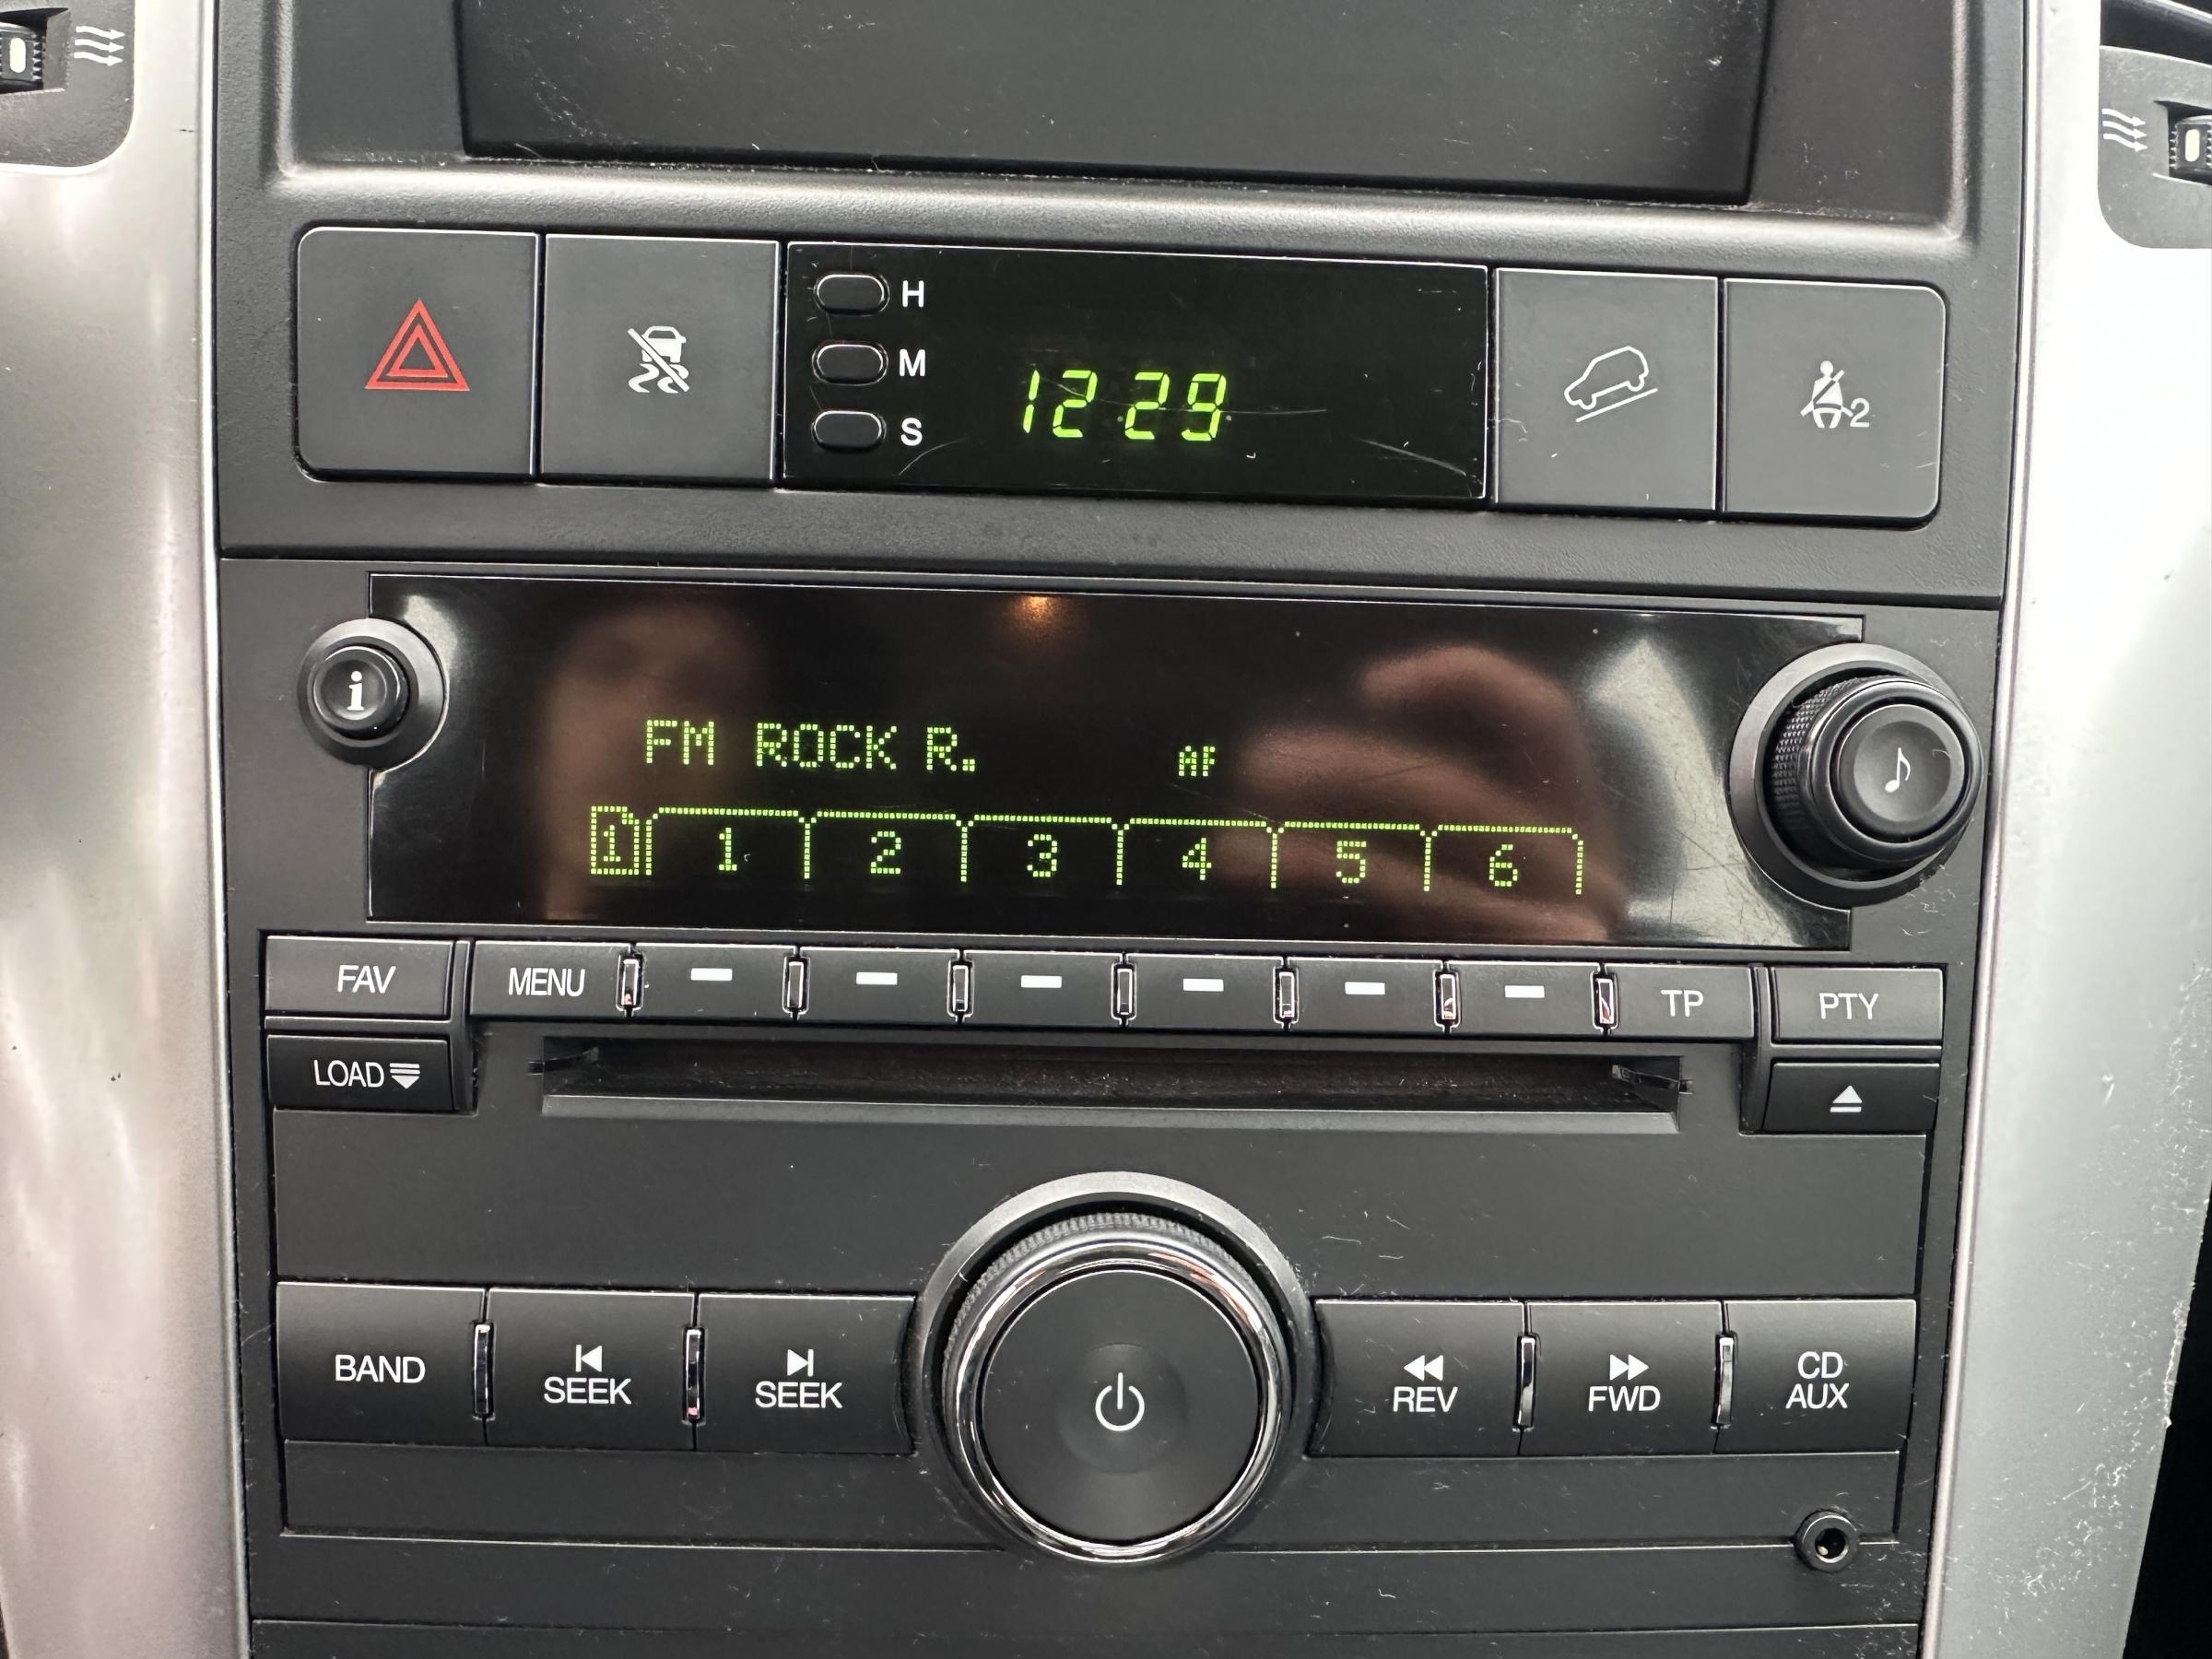 H
M
S
12 29
2
i
FM ROCK R. AF
1 1 2 3 4 5 6
FAV MENU TP PTY
LOAD
BAND SEEK SEEK REV FWD CD AUX